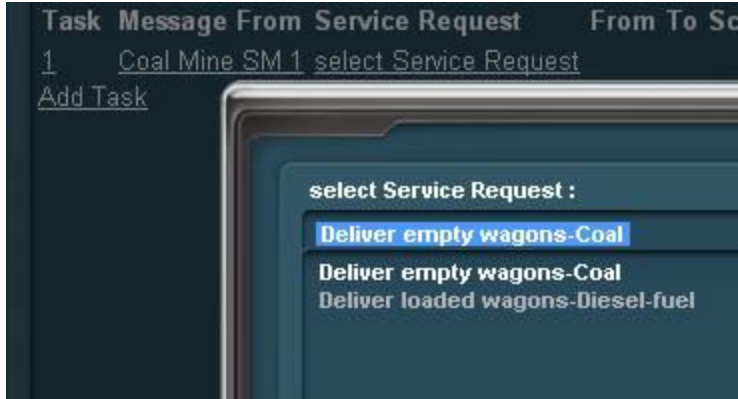 Task Message From Service Request From To Sc
1 Coal Mine SM 1 select Service Request
Add Task
select Service Request :
Deliver empty wagons-Coal
Deliver empty wagons-Coal
Deliver loaded wagons-Diesel-fuel